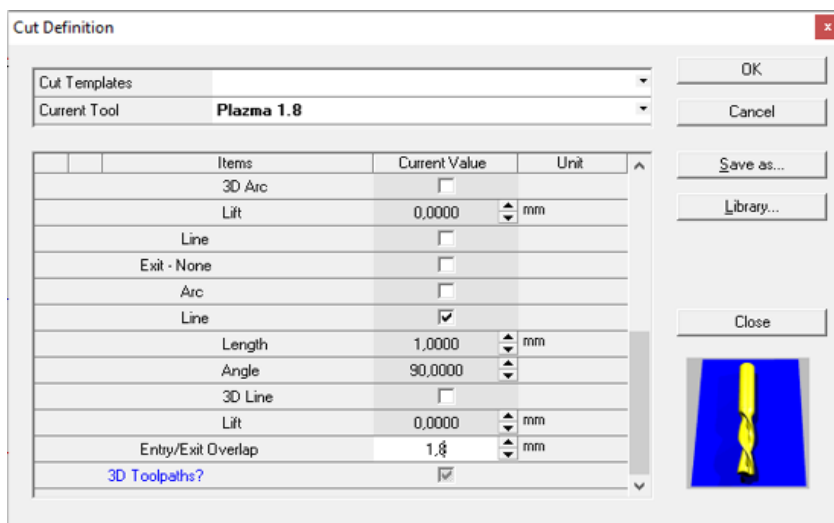 Cut Definition
x
Cut Templates
Current Tool Plazma 1.8
OK
Cancel
Items Current Value Unit
3D Arc
Lift 0,0000 mm
Line
Exit - None
Arc
Line
Length 1,0000 mm
Angle 90,0000
3D Line
Lift 0,0000 mm
Entry/Exit Overlap 1,8 mm
3D Toolpaths?
Save as...
Library...
Close